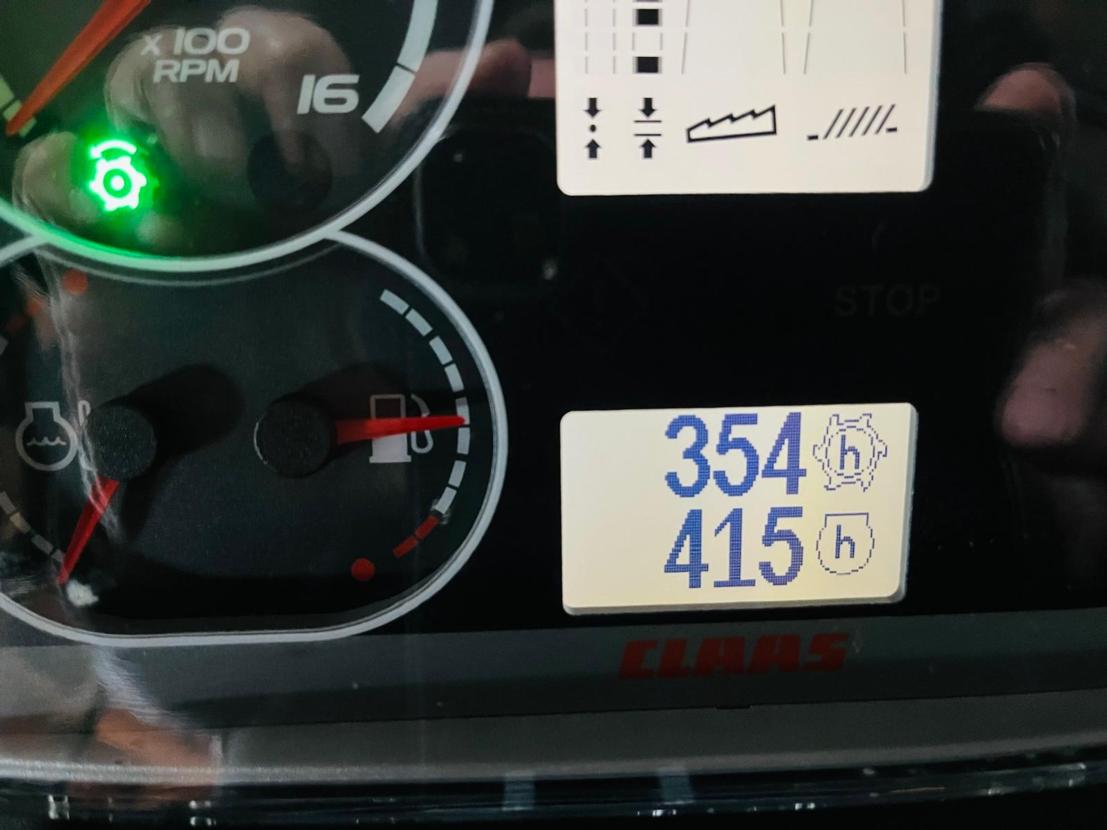 x 100
RPM
16
STOP
354 h
415 h
CLAAS